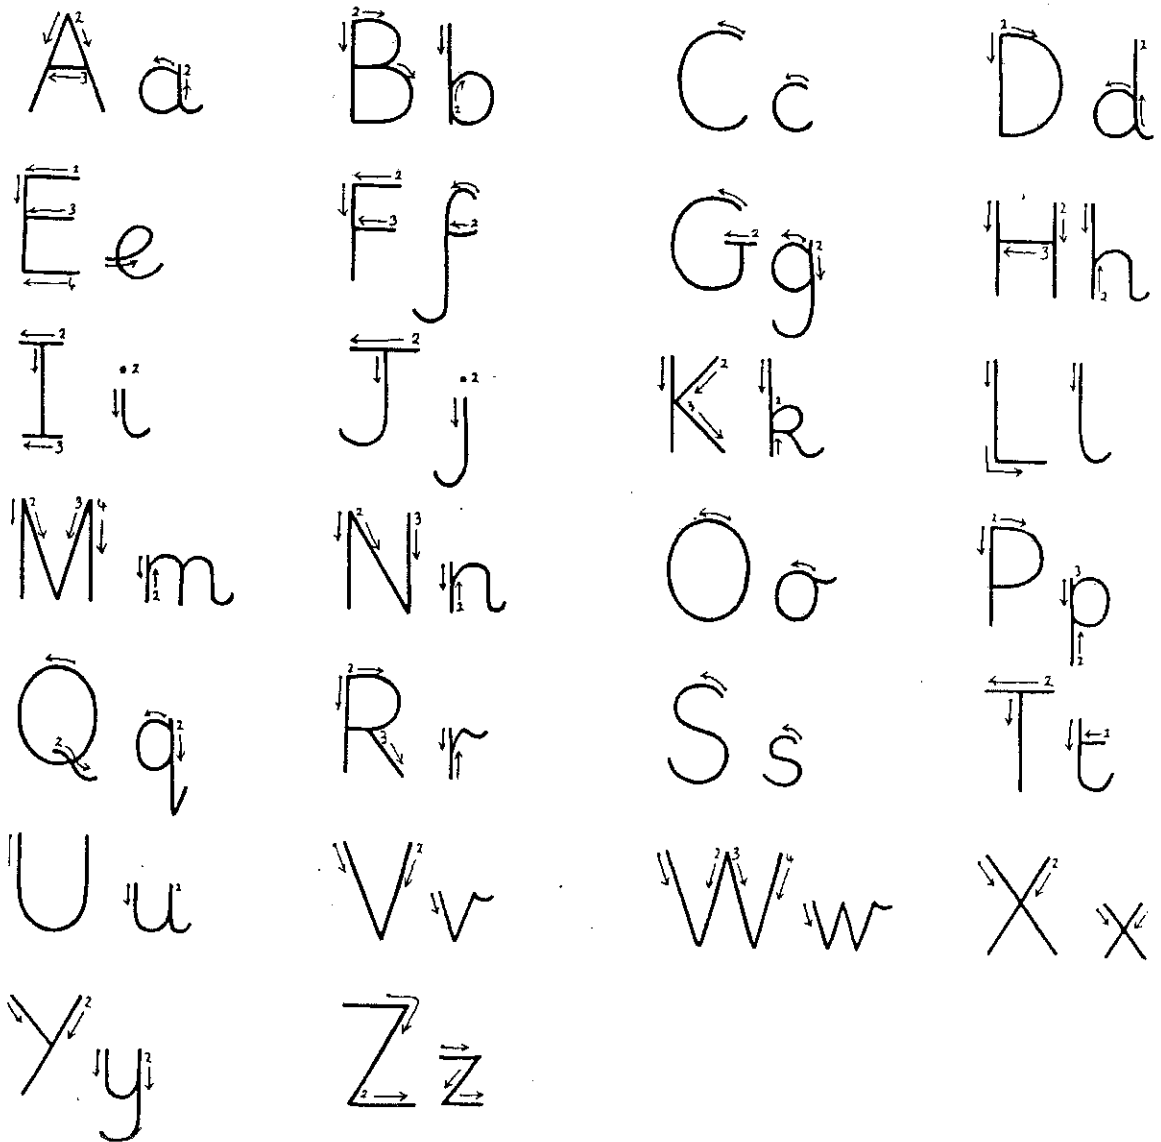 A a B b C c D d
E e F f G g H h
I i J j K k L l
M m N n O o P p
Q q R r S s T t
U u V v W w X x
Y y Z z